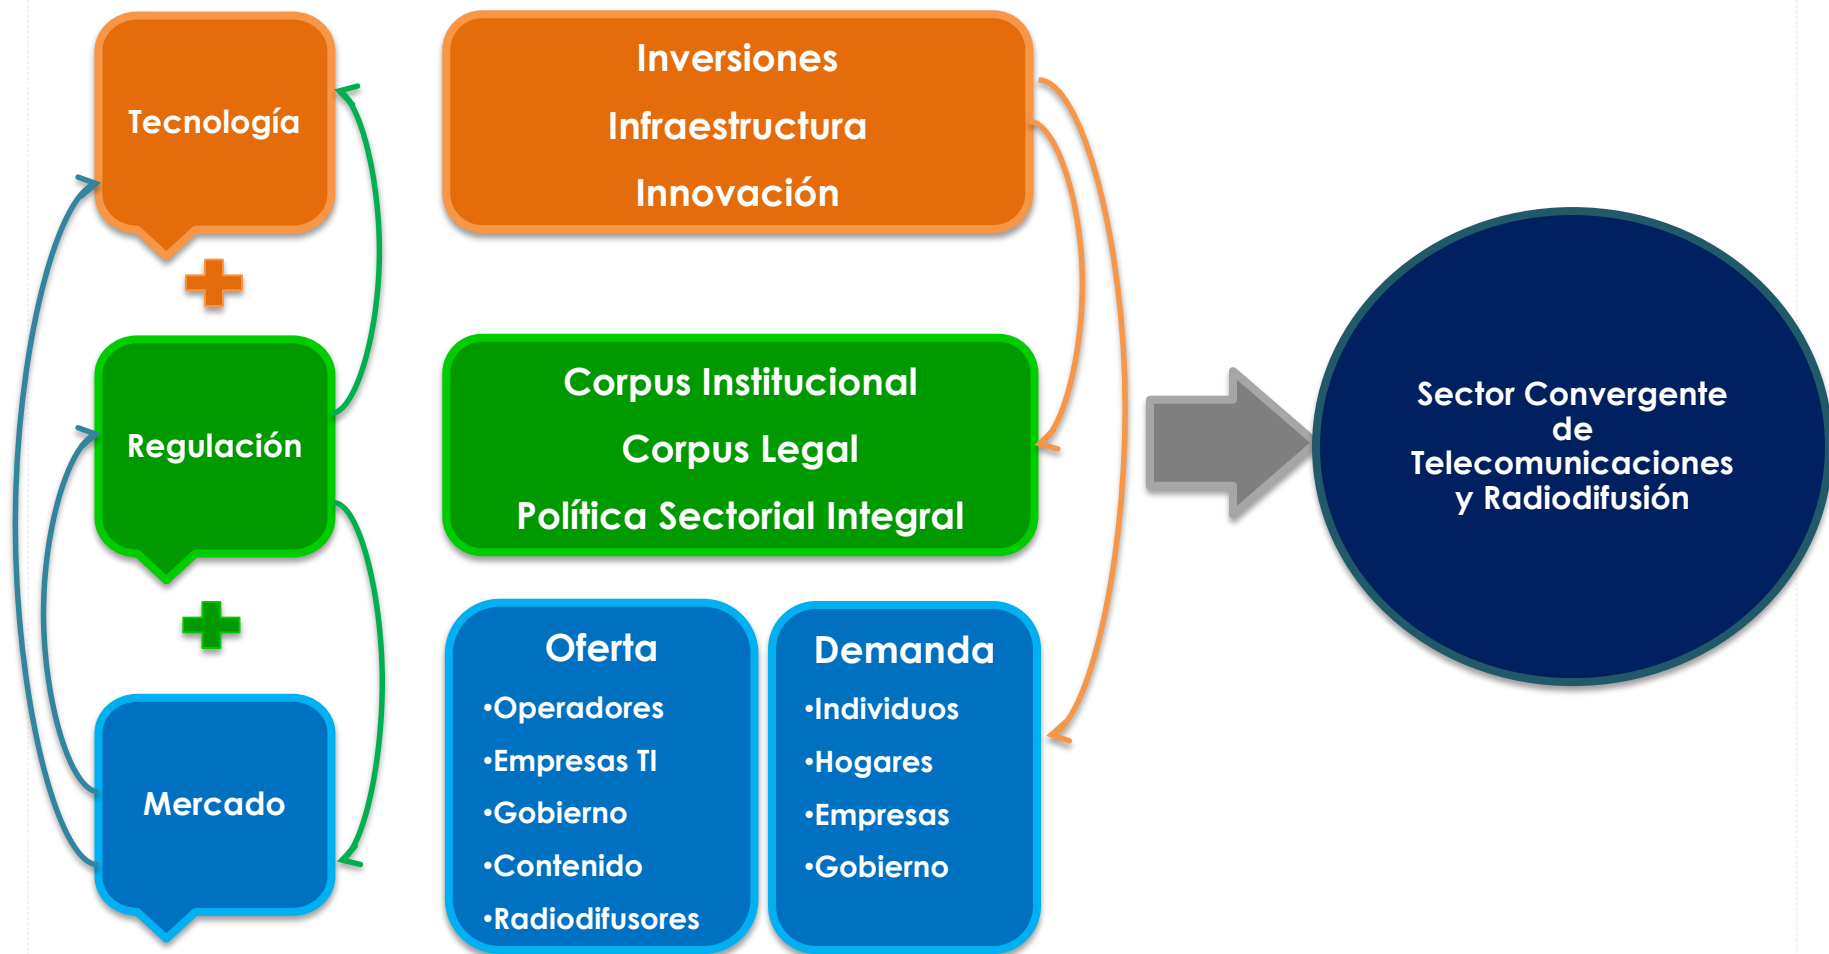 Tecnología
Inversiones
Infraestructura
Innovación
Regulación
Corpus Institucional
Corpus Legal
Política Sectorial Integral
Mercado
Oferta
•Operadores
•Empresas TI
•Gobierno
•Contenido
•Radiodifusores
Demanda
•Individuos
•Hogares
•Empresas
•Gobierno
Sector Convergente
de
Telecomunicaciones
y Radiodifusión